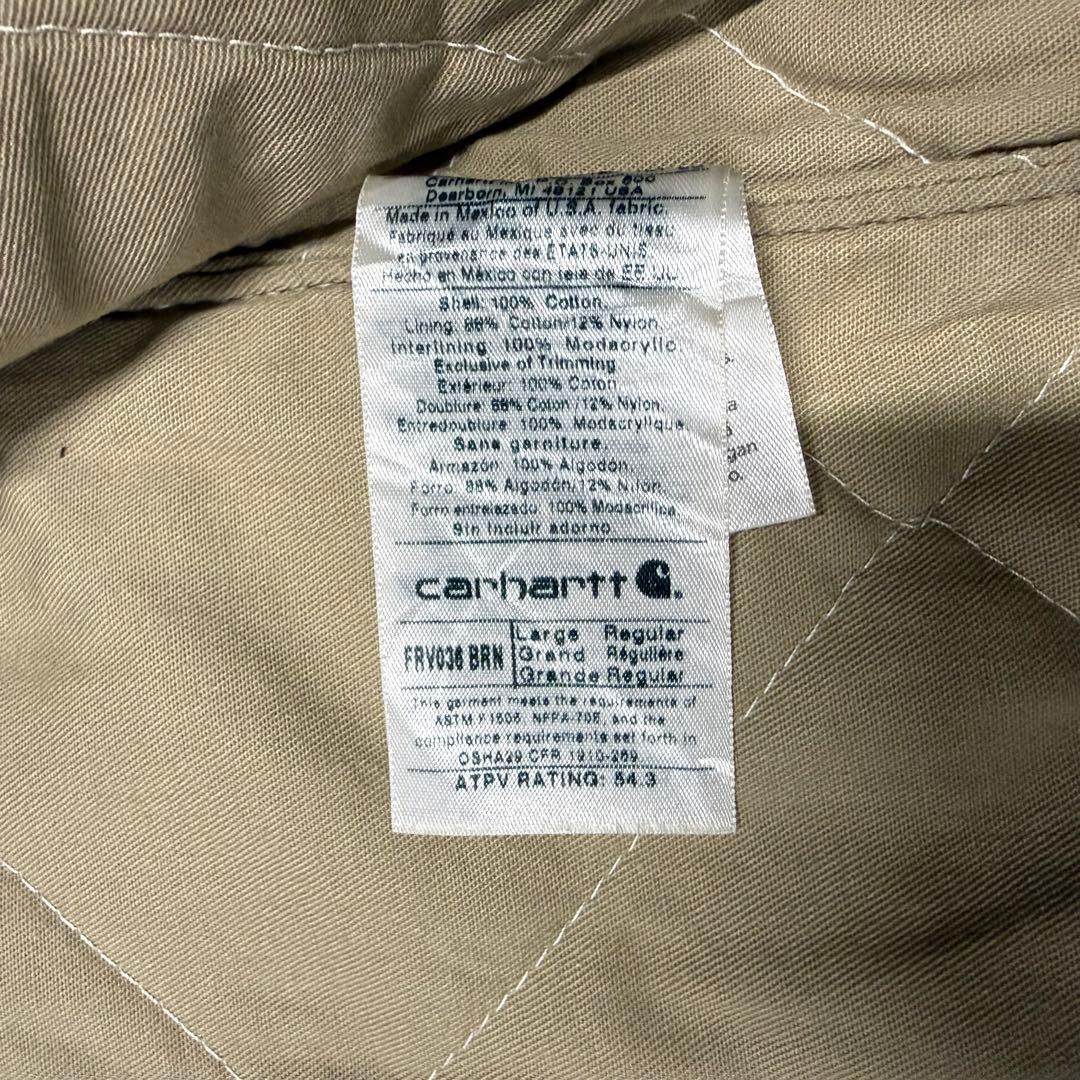 Dearborn, MI 48121 USA
Made in Mexico of U.S.A. fabric.
Fabriqué au Mexique avec du tissu
en provenance des ÉTATS-UNIS
Hecho en México con tela de EE.UU.
Shell: 100% Cotton.
Lining: 88% Cotton/12% Nylon.
Interlining: 100% Modacrylic.
Exclusive of Trimming
Extérieur: 100% Coton
Doublure: 88% Coton/12% Nylon.
Entredoublure: 100% Modacrylique.
Sans garniture.
Armazón: 100% Algodón.
Forro: 88% Algodón/12% Nilon.
Forro entrelazado: 100% Modacrílica
Sin incluir adorno
carhartt
FRV036 BRN
Large Regular
Grand Régulière
Grande Regular
This garment meets the requirements of
ASTM F1506, NFPA-70E, and the
compliance requirements set forth in
OSHA29 CFR 1910-269
ATPV RATING: 54.3